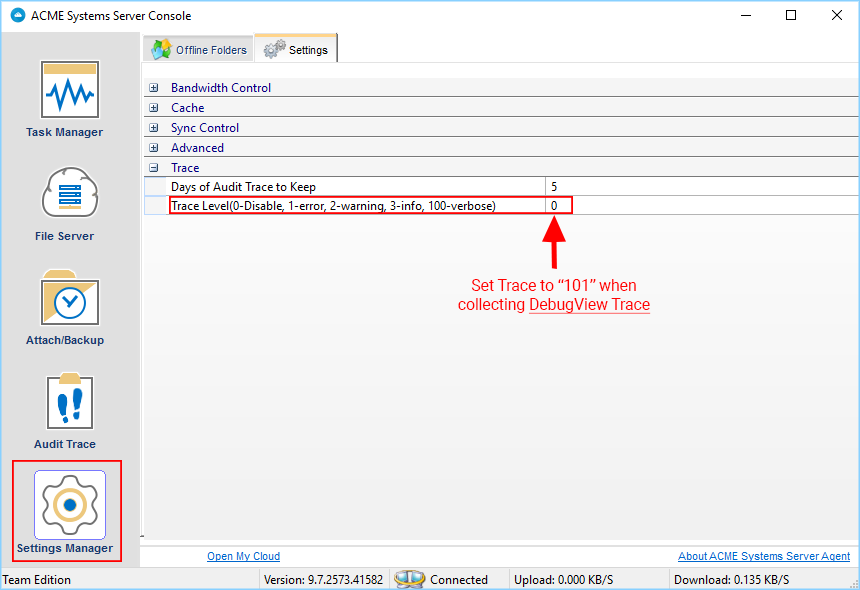 ACME Systems Server Console
Offline Folders
Settings
Task Manager
File Server
Attach/Backup
Audit Trace
Settings Manager
Bandwidth Control
Cache
Sync Control
Advanced
Trace
Days of Audit Trace to Keep 5
Trace Level(0-Disable, 1-error, 2-warning, 3-info, 100-verbose) 0
Set Trace to “101” when
collecting DebugView Trace
Open My Cloud
About ACME Systems Server Agent
Team Edition
Version: 9.7.2573.41582
Connected
Upload: 0.000 KB/S
Download: 0.135 KB/S